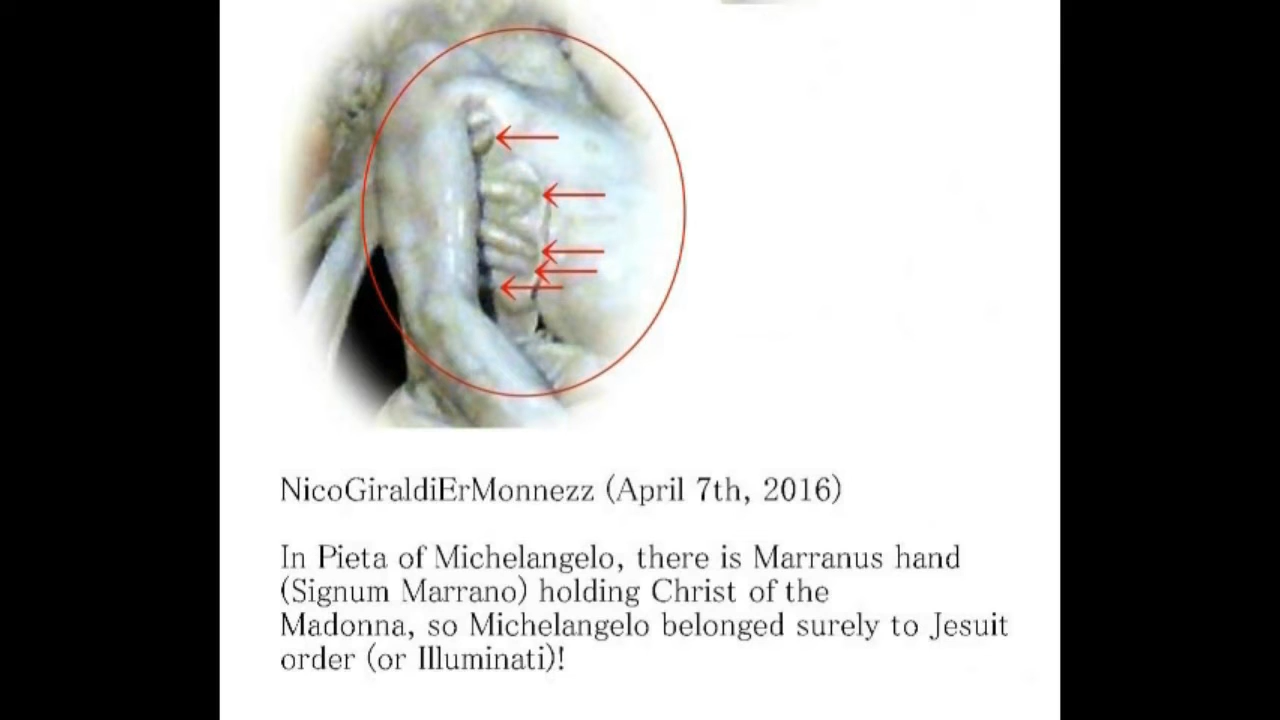 NicoGiraldiErMonnezz (April 7th, 2016)
In Pieta of Michelangelo, there is Marranus hand
(Signum Marrano) holding Christ of the
Madonna, so Michelangelo belonged surely to Jesuit
order (or Illuminati)!